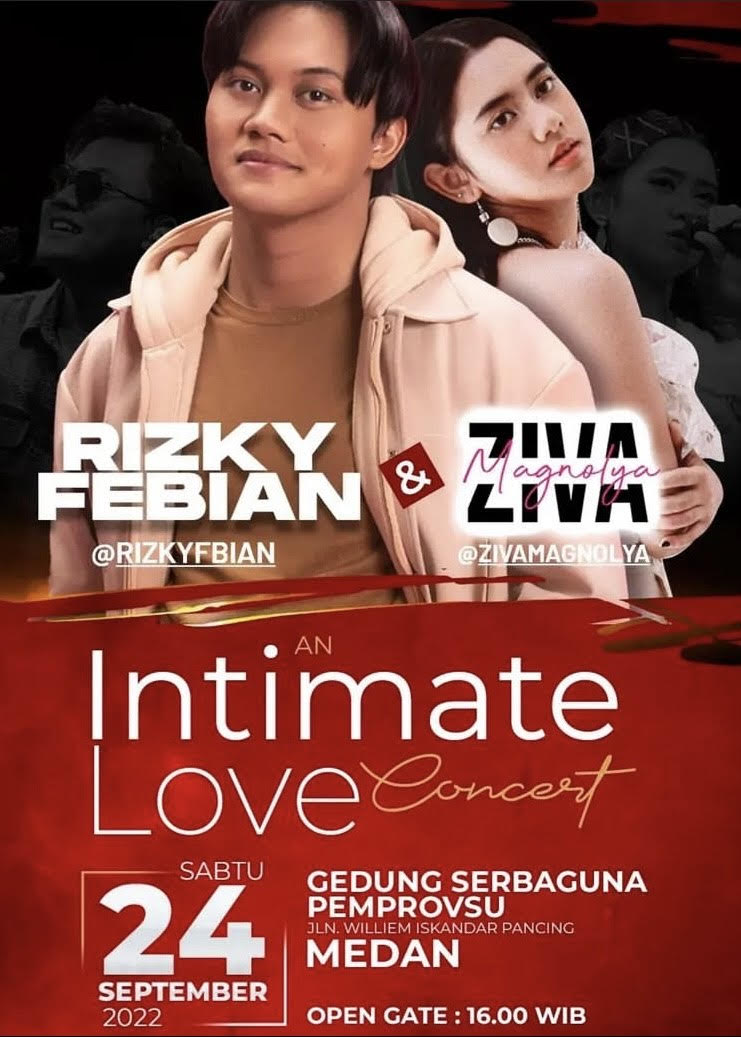 RIZKY
FEBIAN
&
ZIVA
Magnolya
ZIVA
@RIZKYFBIAN
@ZIVAMAGNOLYA
AN
Intimate
Love Concert
SABTU
24
SEPTEMBER
2022
GEDUNG SERBAGUNA
PEMPROVSU
JLN. WILLIEM ISKANDAR PANCING
MEDAN
OPEN GATE : 16.00 WIB